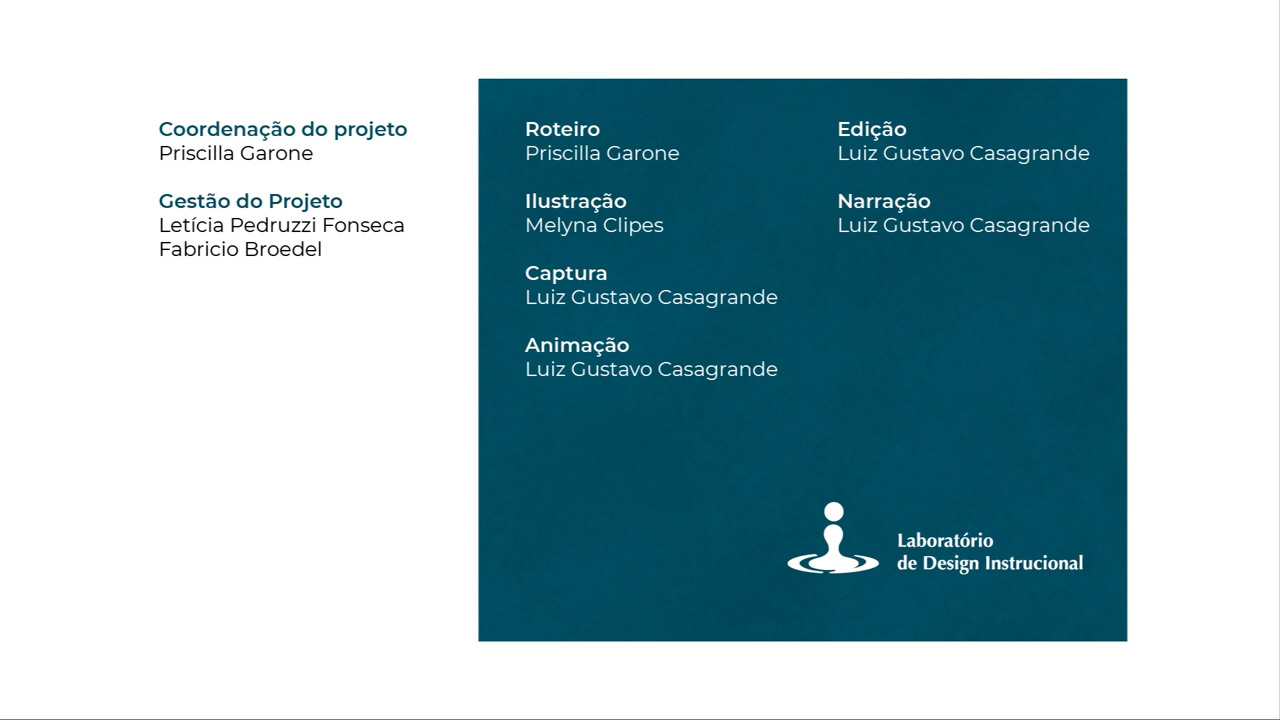 Coordenação do projeto
Priscilla Garone
Gestão do Projeto
Letícia Pedruzzi Fonseca
Fabricio Broedel
Roteiro
Priscilla Garone
Ilustração
Melyna Clipes
Captura
Luiz Gustavo Casagrande
Animação
Luiz Gustavo Casagrande
Edição
Luiz Gustavo Casagrande
Narração
Luiz Gustavo Casagrande
Laboratório
de Design Instrucional